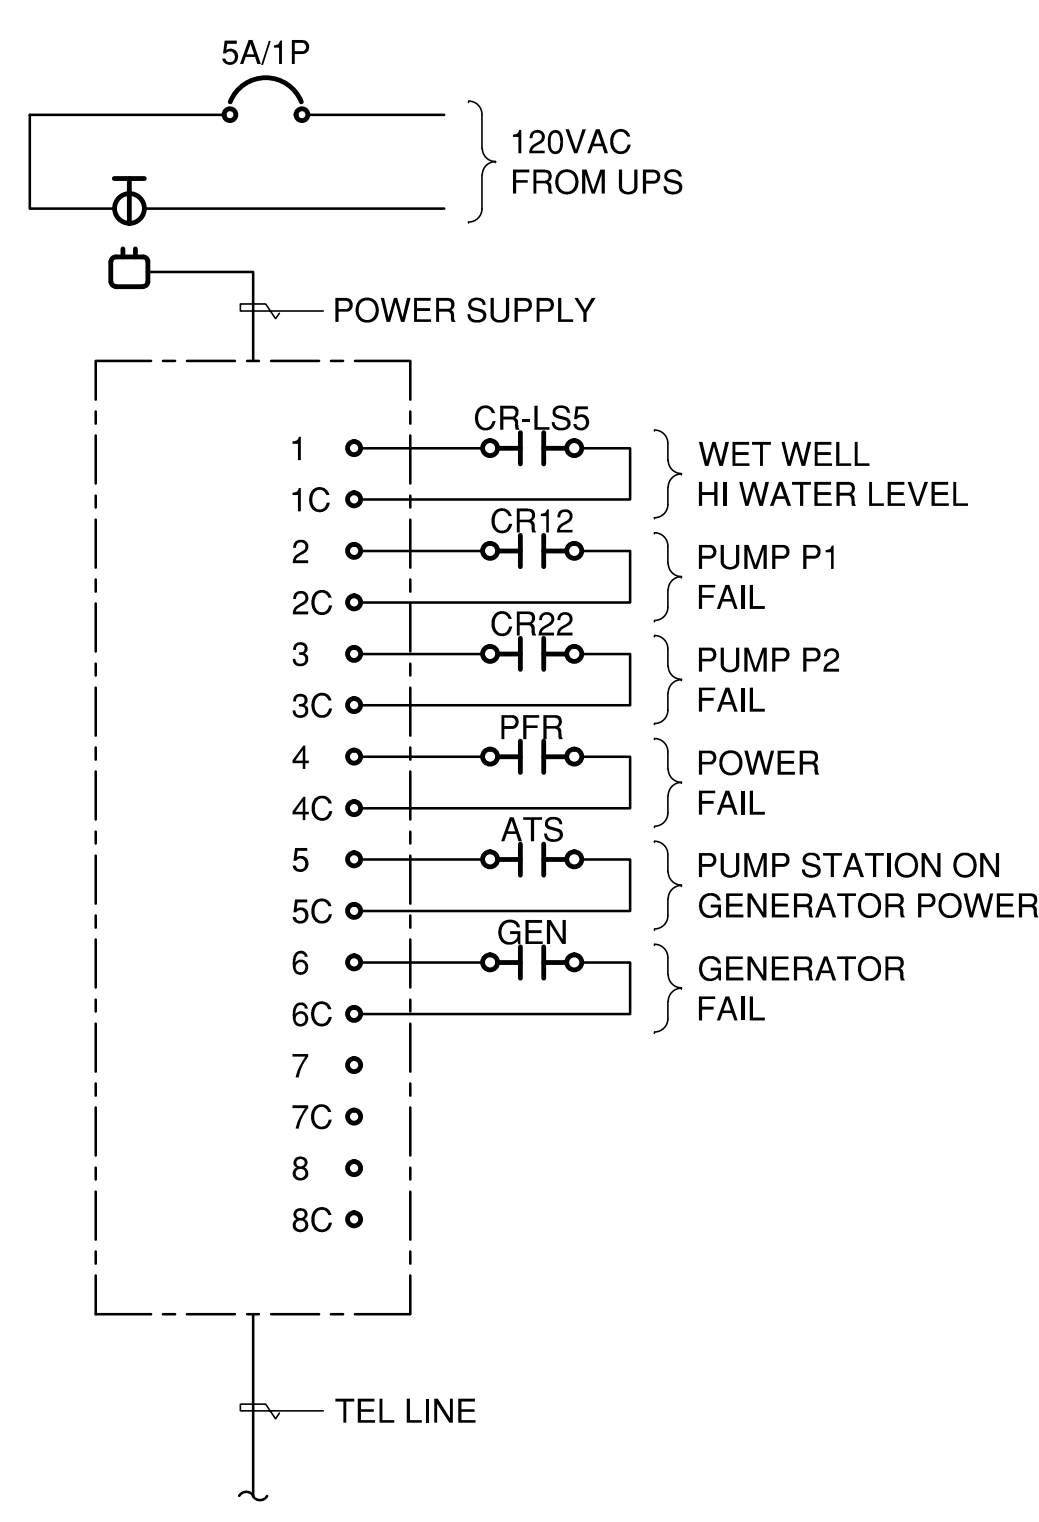 5A/1P
120VAC
FROM UPS
POWER SUPPLY
CR-LS5
1
WET WELL
HI WATER LEVEL
1C
CR12
2
PUMP P1
FAIL
2C
CR22
3
PUMP P2
FAIL
3C
PFR
4
POWER
FAIL
4C
ATS
5
PUMP STATION ON
GENERATOR POWER
5C
GEN
6
GENERATOR
FAIL
6C
7
7C
8
8C
TEL LINE